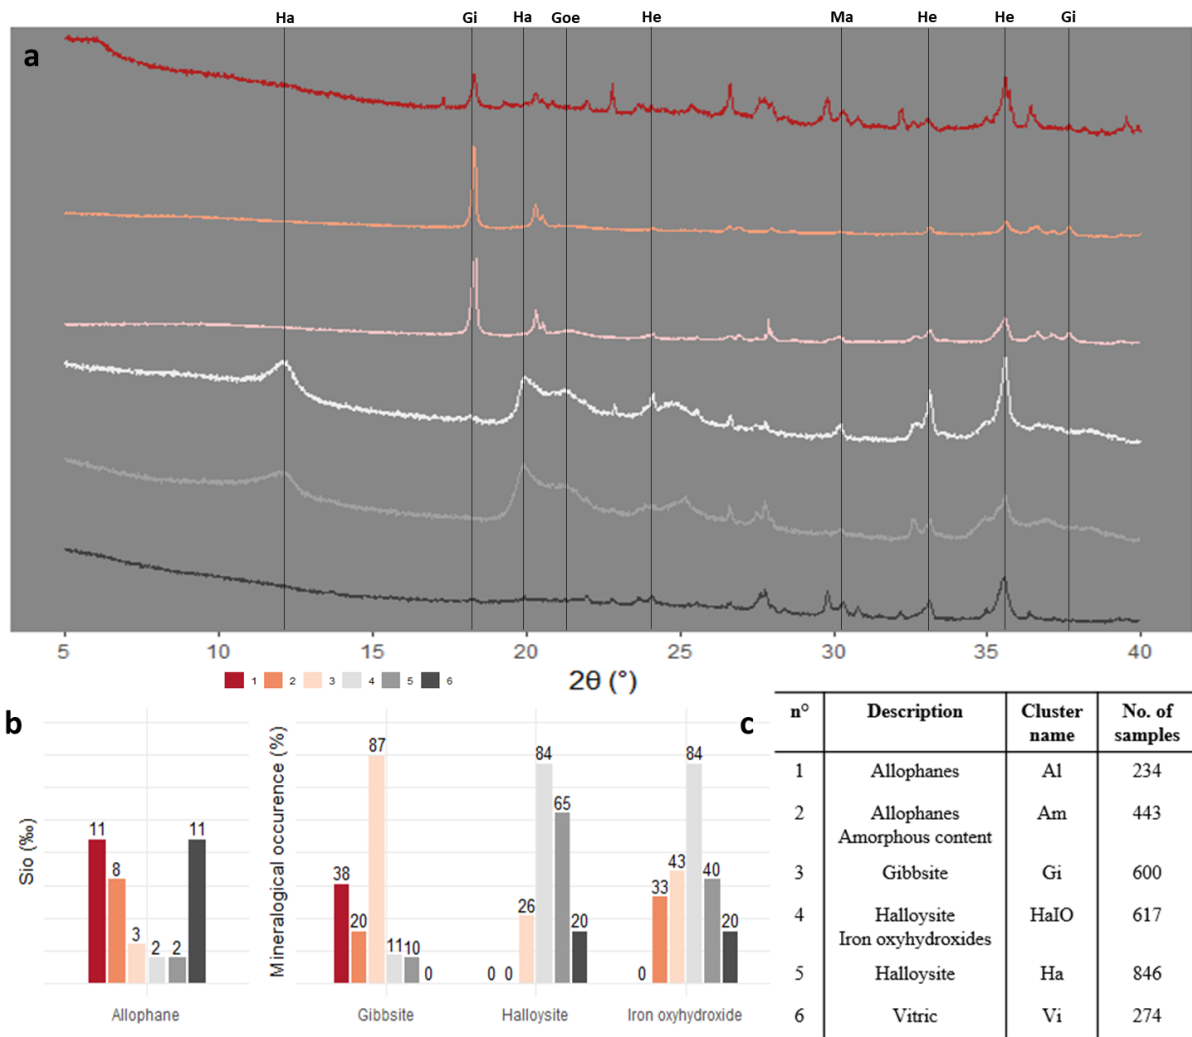 Ha Gi Ha Goe He Ma He He Gi
a
5 10 15 20 25 30 35 40
2θ (°)
1 2 3 4 5 6
b
Sio (‰)
11 8 3 2 2 11
Allophane
Mineralogical occurence (%)
38 20 87 11 10 0
0 0 26 84 65 20
0 33 43 84 40 20
Gibbsite Halloysite Iron oxyhydroxide
c
n° Description Cluster name No. of samples
1 Allophanes Al 234
2 Allophanes Amorphous content Am 443
3 Gibbsite Gi 600
4 Halloysite Iron oxyhydroxides HaIO 617
5 Halloysite Ha 846
6 Vitric Vi 274